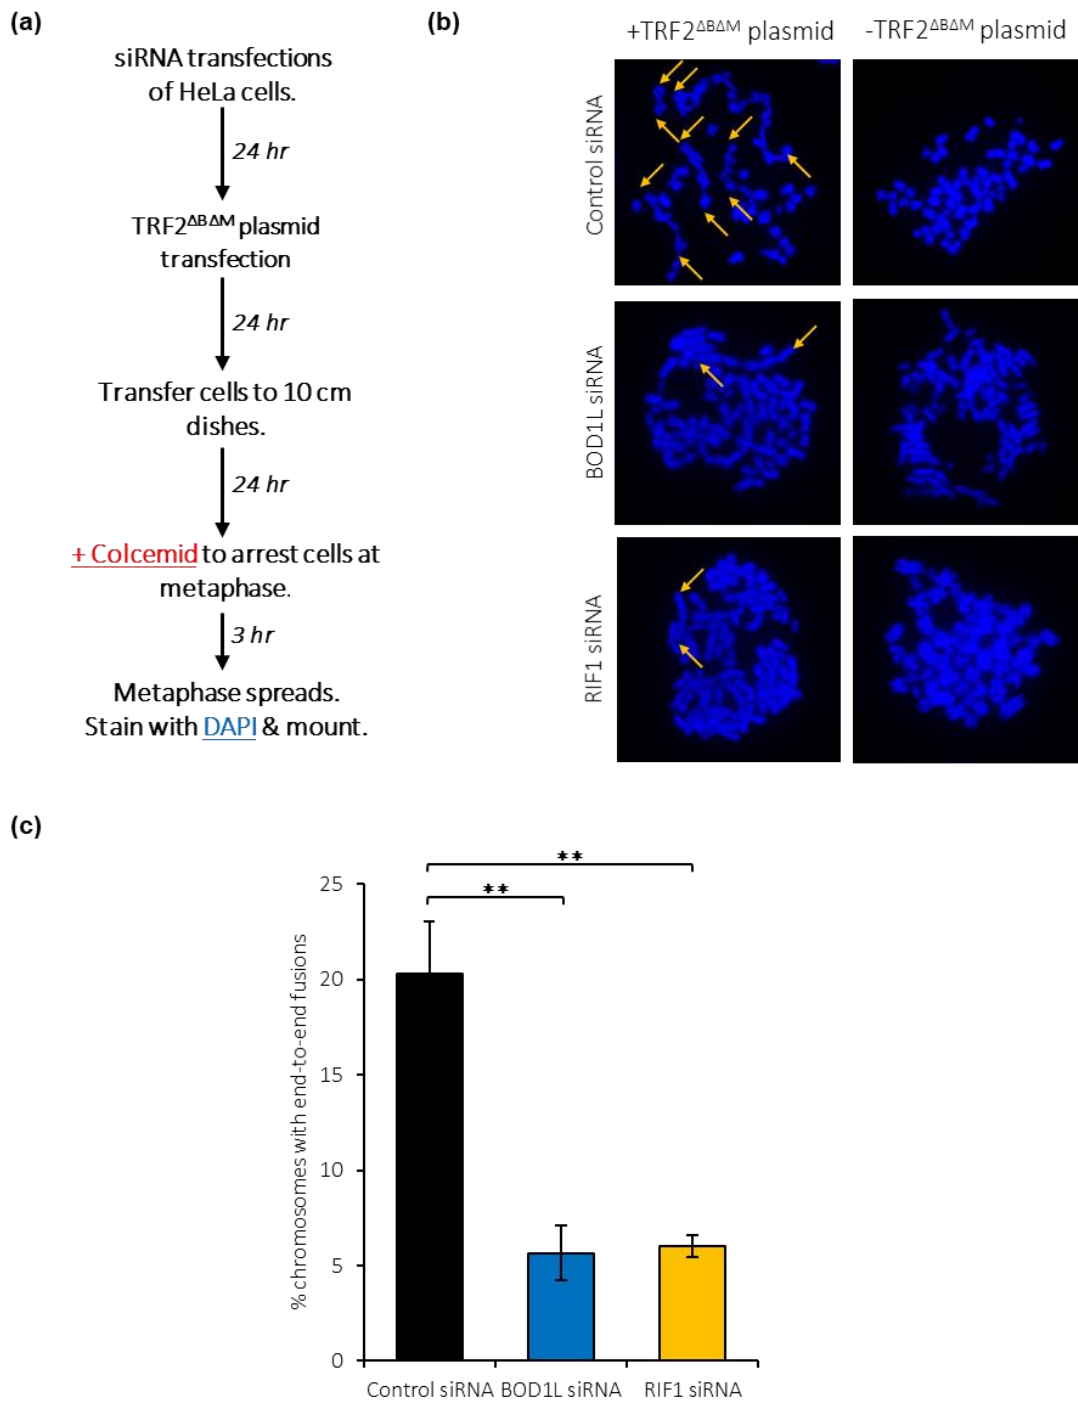 (a)
siRNA transfections
of HeLa cells.
24 hr
TRF2ΔBΔM plasmid
transfection
24 hr
Transfer cells to 10 cm
dishes.
24 hr
+ Colcemid to arrest cells at
metaphase.
3 hr
Metaphase spreads.
Stain with DAPI & mount.
(b)
+TRF2ΔBΔM plasmid
-TRF2ΔBΔM plasmid
Control siRNA
BOD1L siRNA
RIF1 siRNA
(c)
% chromosomes with end-to-end fusions
25
20
15
10
5
0
**
**
Control siRNA
BOD1L siRNA
RIF1 siRNA